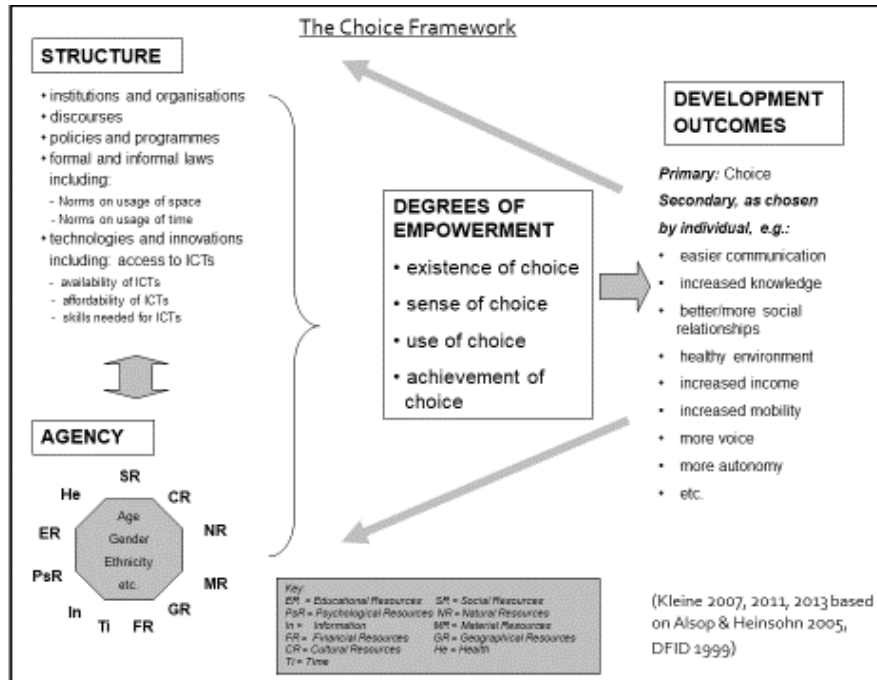 The Choice Framework
STRUCTURE
• institutions and organisations
• discourses
• policies and programmes
• formal and informal laws
including:
- Norms on usage of space
- Norms on usage of time
• technologies and innovations
including: access to ICTs
- availability of ICTs
- affordability of ICTs
- skills needed for ICTs
AGENCY
SR
He
CR
ER
NR
PsR
MR
In
GR
Ti
FR
Age
Gender
Ethnicity
etc.
DEGREES OF
EMPOWERMENT
• existence of choice
• sense of choice
• use of choice
• achievement of
choice
DEVELOPMENT
OUTCOMES
Primary: Choice
Secondary, as chosen
by individual, e.g.:
• easier communication
• increased knowledge
• better/more social
relationships
• healthy environment
• increased income
• increased mobility
• more voice
• more autonomy
• etc.
Key:
ER = Educational Resources SR = Social Resources
PsR = Psychological Resources NR = Natural Resources
In = Information MR = Material Resources
FR = Financial Resources GR = Geographical Resources
CR = Cultural Resources He = Health
Ti = Time
(Kleine 2007, 2011, 2013 based
on Alsop & Heinsohn 2005,
DFID 1999)